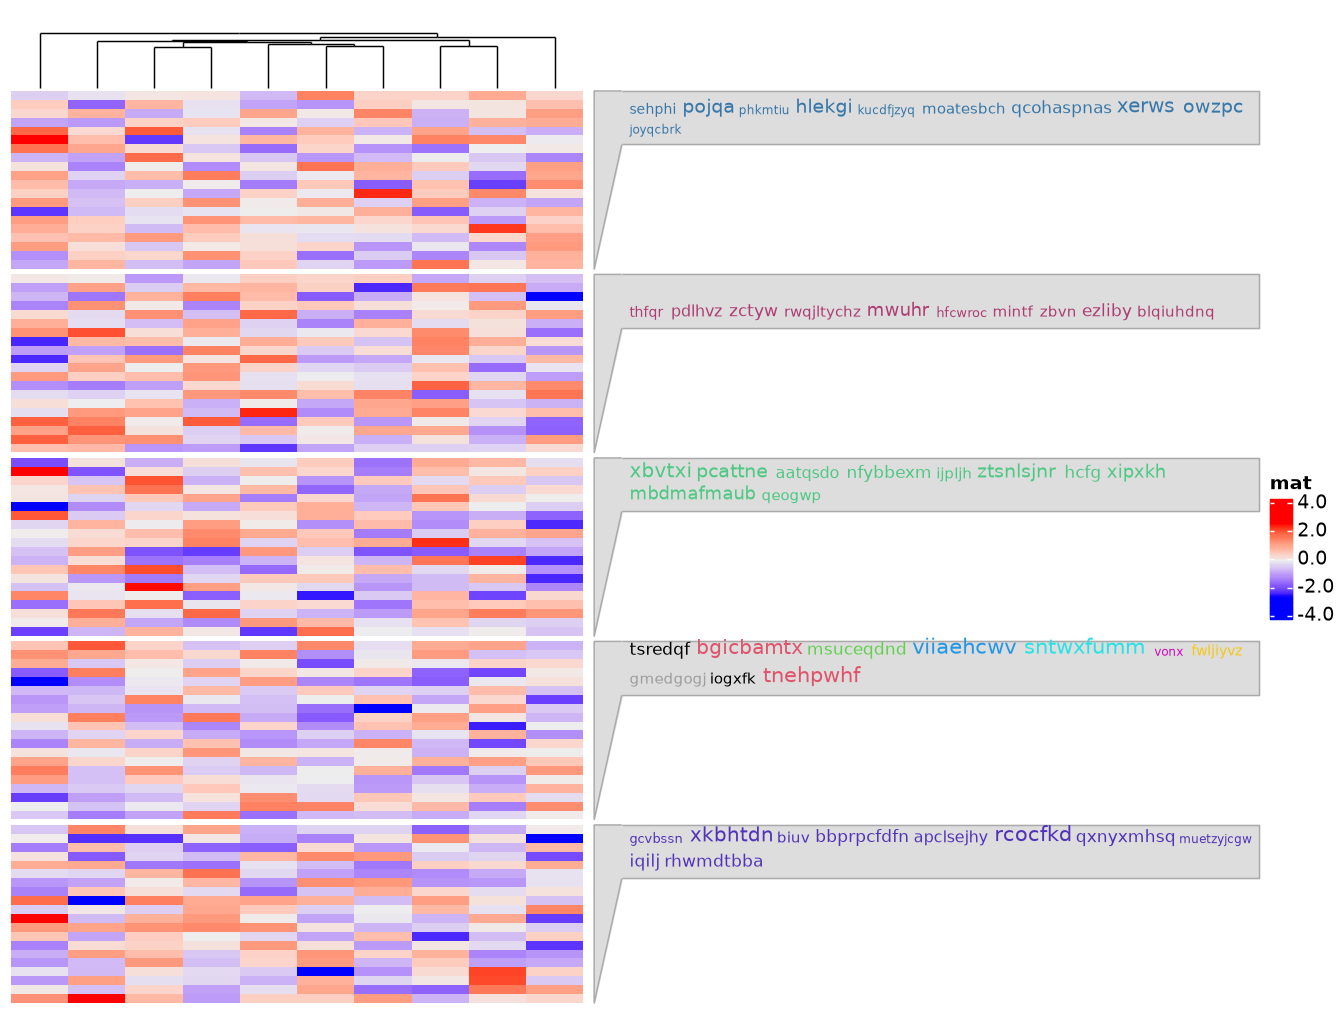 sehphi pojqa phkmtiu hlekgi kucdfjzyq moatesbch qcohaspnas xerws owzpc
joyqcbrk
thfqr pdlhvz zctyw rwqjltychz mwuhr hfcwroc mintf zbvn ezliby blqiuhdnq
xbvtxi pcattne aatqsdo nfybbexm ijpljh ztsnlsjnr hcfg xipxkh
mbdmafmaub qeogwp
mat
4.0
2.0
0.0
-2.0
-4.0
tsredqf bgicbamtx msuceqdnd viiaehcwv sntwxfumm vonx fwljiyvz
gmedgogj iogxfk tnehpwhf
gcvbssn xkbhtdn biuv bbprpcfdfn apclsejhy rcocfkd qxnyxmhsq muetzyjcgw
iqilj rhwmdtbba